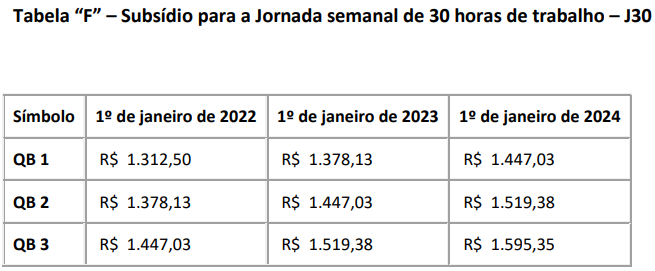 Tabela “F” – Subsídio para a Jornada semanal de 30 horas de trabalho – J30
Símbolo 1º de janeiro de 2022 1º de janeiro de 2023 1º de janeiro de 2024
QB 1 R$ 1.312,50 R$ 1.378,13 R$ 1.447,03
QB 2 R$ 1.378,13 R$ 1.447,03 R$ 1.519,38
QB 3 R$ 1.447,03 R$ 1.519,38 R$ 1.595,35